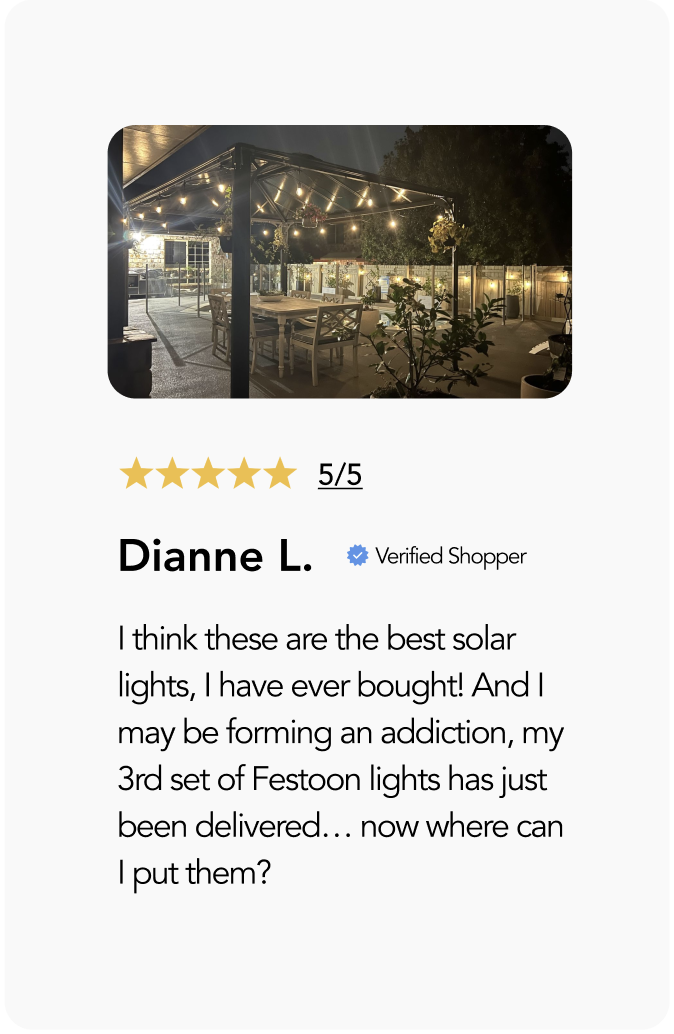 5/5
Dianne L.
Verified Shopper
I think these are the best solar
lights, I have ever bought! And I
may be forming an addiction, my
3rd set of Festoon lights has just
been delivered… now where can
I put them?